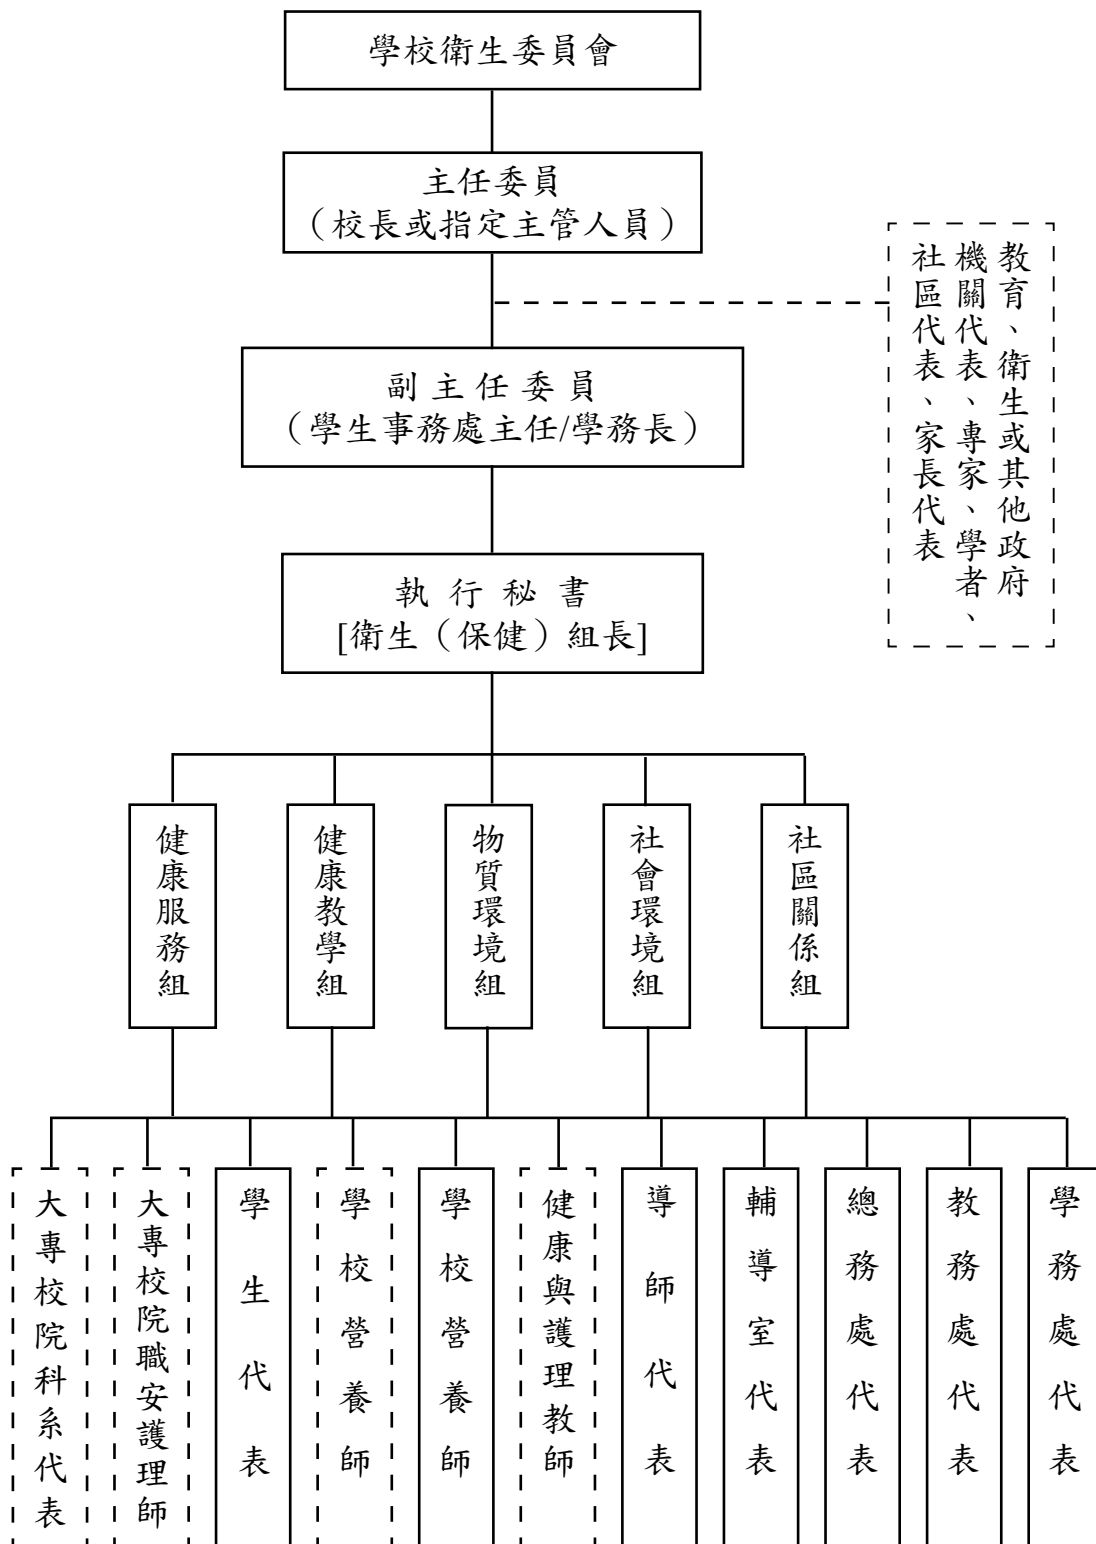 學校衛生委員會
主任委員
（校長或指定主管人員）
教育、衛生或其他政府
機關代表、專家、學者、
社區代表、家長代表
副主任委員
（學生事務處主任/學務長）
執行秘書
[衛生（保健）組長]
健康服務組
健康教學組
物質環境組
社會環境組
社區關係組
大專校院科系代表
大專校院職安護理師
學生代表
學校營養師
學校營養師
健康與護理教師
導師代表
輔導室代表
總務處代表
教務處代表
學務處代表